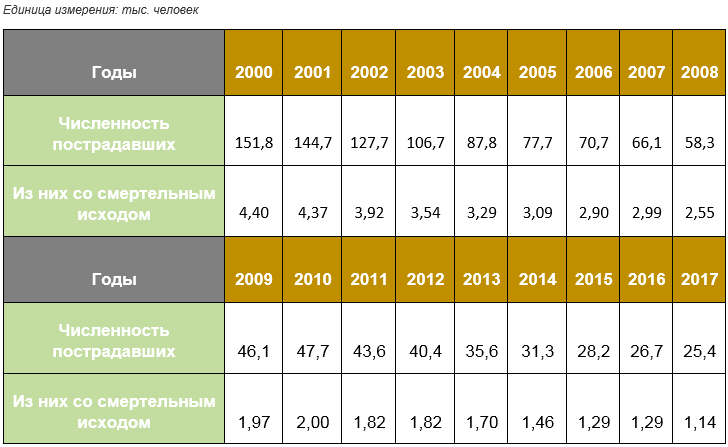 Единица измерения: тыс. человек
Годы 2000 2001 2002 2003 2004 2005 2006 2007 2008
Численность
пострадавших 151,8 144,7 127,7 106,7 87,8 77,7 70,7 66,1 58,3
Из них со смертельным
исходом 4,40 4,37 3,92 3,54 3,29 3,09 2,90 2,99 2,55
Годы 2009 2010 2011 2012 2013 2014 2015 2016 2017
Численность
пострадавших 46,1 47,7 43,6 40,4 35,6 31,3 28,2 26,7 25,4
Из них со смертельным
исходом 1,97 2,00 1,82 1,82 1,70 1,46 1,29 1,29 1,14